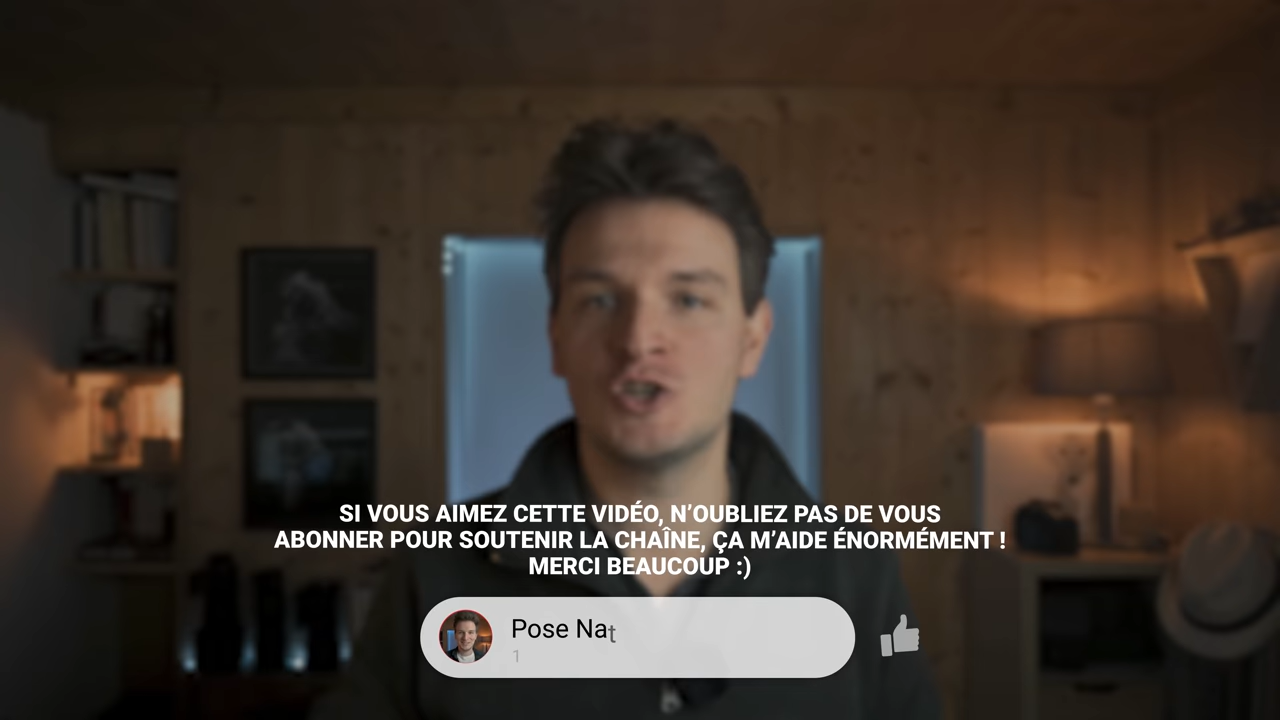 SI VOUS AIMEZ CETTE VIDÉO, N’OUBLIEZ PAS DE VOUS
ABONNER POUR SOUTENIR LA CHAÎNE, ÇA M’AIDE ÉNORMÉMENT !
MERCI BEAUCOUP :)
Pose Nat
1